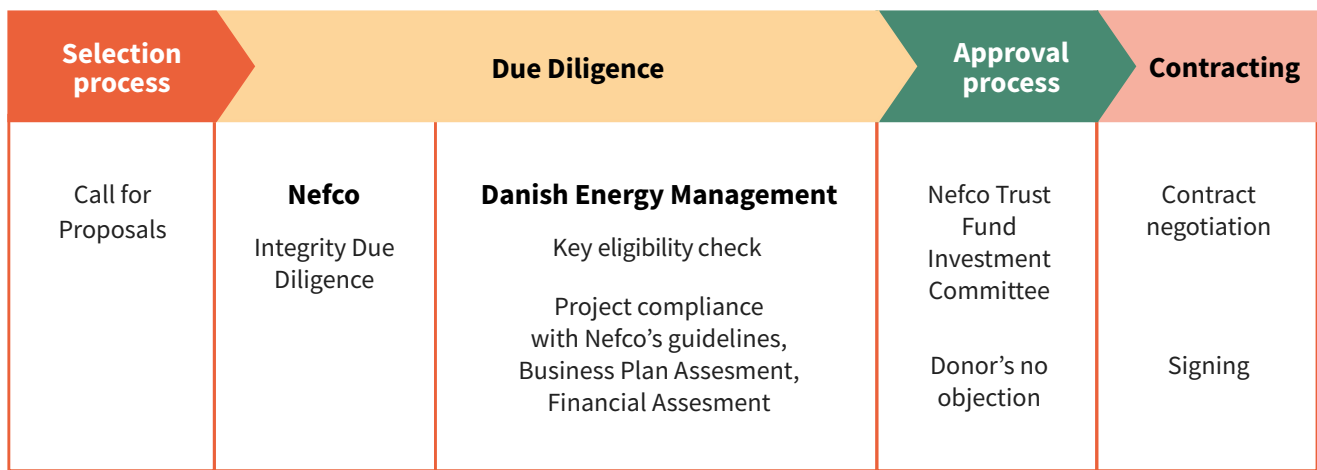 Selection
process
Due Diligence
Approval
process
Contracting
Call for
Proposals
Nefco
Integrity Due
Diligence
Danish Energy Management
Key eligibility check
Project compliance
with Nefco’s guidelines,
Business Plan Assesment,
Financial Assesment
Nefco Trust
Fund
Investment
Committee
Donor’s no
objection
Contract
negotiation
Signing